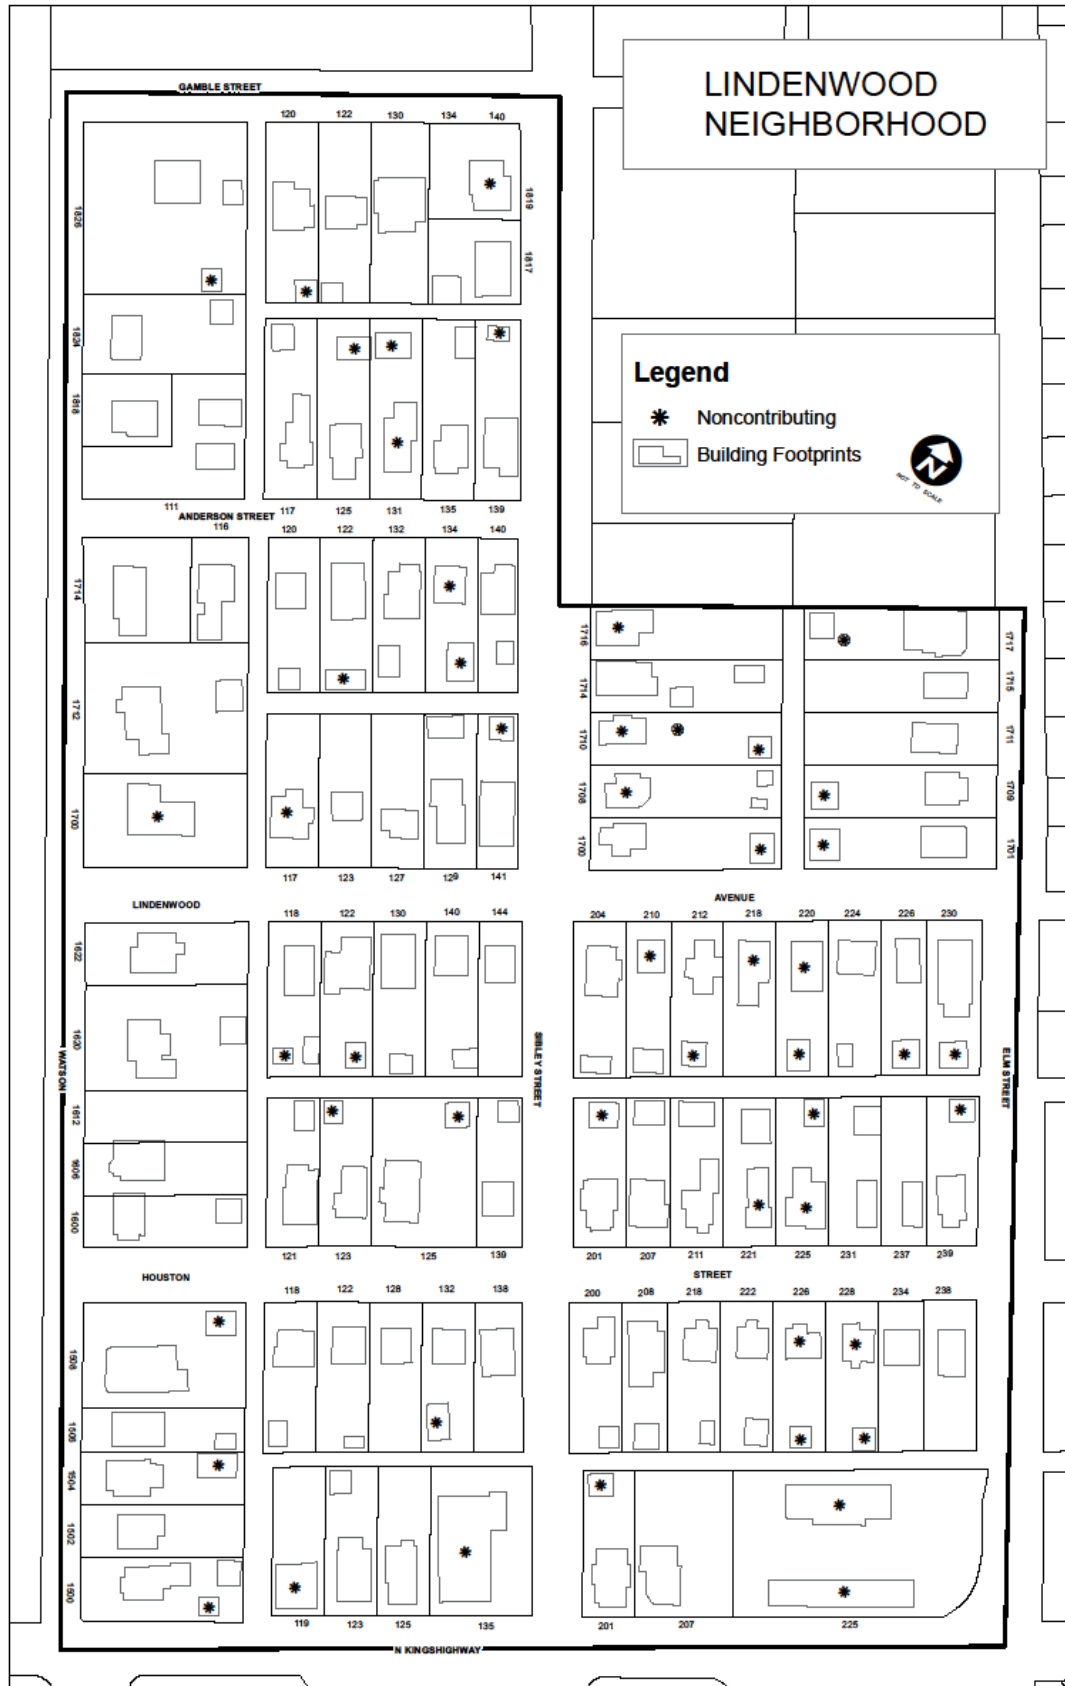 LINDENWOOD
NEIGHBORHOOD
GAMBLE STREET
120 122 130 134 140
1826
1819
1817
1824
1818
Legend
Noncontributing
Building Footprints
N
NOT TO SCALE
111
117 125 131 135 139
ANDERSON STREET
116
120 122 132 134 140
1714
1712
1700
1716
1714
1710
1708
1700
1717
1715
1711
1709
1701
117 123 127 129 141
LINDENWOOD
AVENUE
118 122 130 140 144
204 210 212 218 220 224 226 230
1622
1620
1612
1606
1600
WATSON
SIBLEY STREET
ELM STREET
121 123 125 139
201 207 211 221 225 231 237 239
HOUSTON
STREET
118 122 128 132 138
200 208 218 222 226 228 234 238
1508
1506
1504
1502
1500
119 123 125 135
201 207 225
N KINGSHIGHWAY